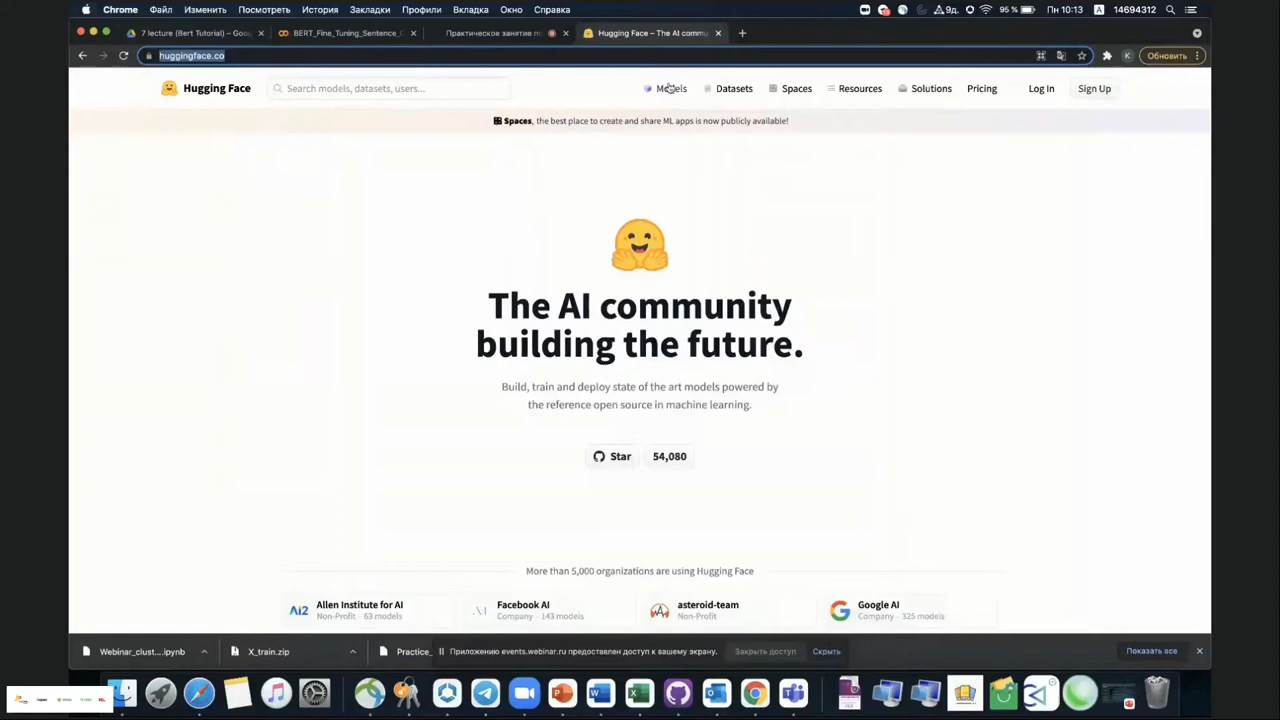 Chrome Файл Изменить Посмотреть История Закладки Профили Вкладка Окно Справка 9д. 95 % Пн 10:13 A 14694312
7 lecture (Bert Tutorial) – Goo
BERT_Fine_Tuning_Sentence_C
Практическое занятие по
Hugging Face – The AI commu
huggingface.co
K
Обновить
Hugging Face
Search models, datasets, users...
Models
Datasets
Spaces
Resources
Solutions
Pricing
Log In
Sign Up
Spaces, the best place to create and share ML apps is now publicly available!
The AI community
building the future.
Build, train and deploy state of the art models powered by
the reference open source in machine learning.
Star
54,080
More than 5,000 organizations are using Hugging Face
Ai2
Allen Institute for AI
Non-Profit · 63 models
Facebook AI
Company · 143 models
asteroid-team
Non-Profit
Google AI
Company · 325 models
Webinar_clust....ipynb
X_train.zip
Practice_
Приложению events.webinar.ru предоставлен доступ к вашему экрану.
Закрыть доступ
Скрыть
Показать все